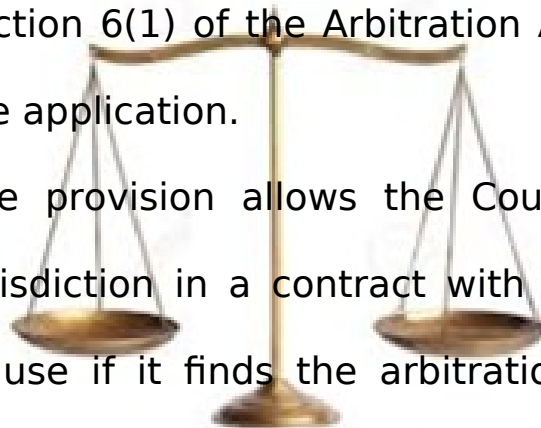 ction 6(1) of the Arbitration A
e application.
e provision allows the Cou
isdiction in a contract with
use if it finds the arbitratio